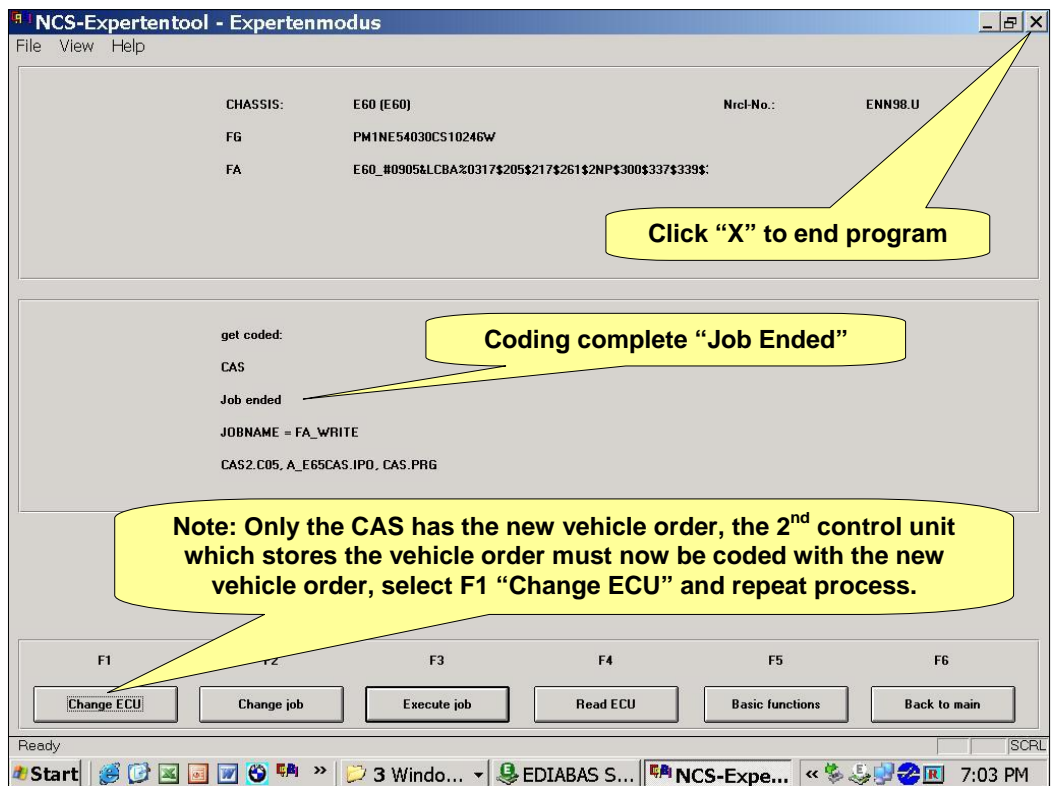 NCS-Expertentool - Expertenmodus
File View Help
CHASSIS: E60 (E60) Nrcl-No.: ENN98.U
FG PM1NE54030CS10246W
FA E60_#0905&LCBA%0317$205$217$261$2NP$300$337$339$:
Click “X” to end program
get coded:
Coding complete “Job Ended”
CAS
Job ended
JOBNAME = FA_WRITE
CAS2.C05, A_E65CAS.IPO, CAS.PRG
Note: Only the CAS has the new vehicle order, the 2nd control unit
which stores the vehicle order must now be coded with the new
vehicle order, select F1 “Change ECU” and repeat process.
F1 F2 F3 F4 F5 F6
Change ECU Change job Execute job Read ECU Basic functions Back to main
Ready SCRL
Start » 3 Windo... EDIABAS S... NCS-Expe... « 7:03 PM